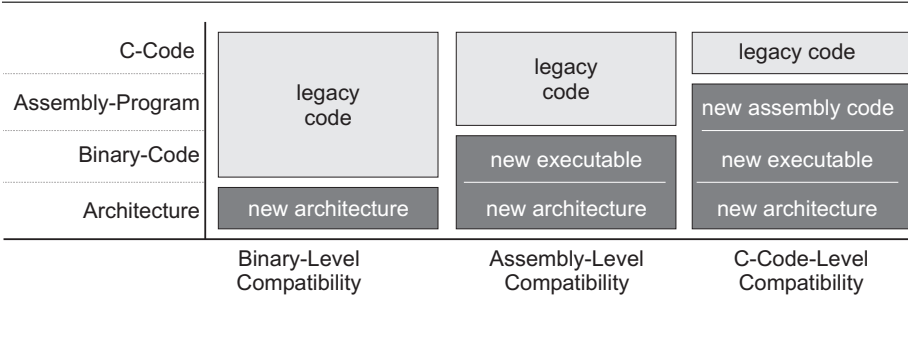 C-Code
Assembly-Program
Binary-Code
Architecture
legacy
code
new architecture
legacy
code
new executable
new architecture
legacy code
new assembly code
new executable
new architecture
Binary-Level
Compatibility
Assembly-Level
Compatibility
C-Code-Level
Compatibility